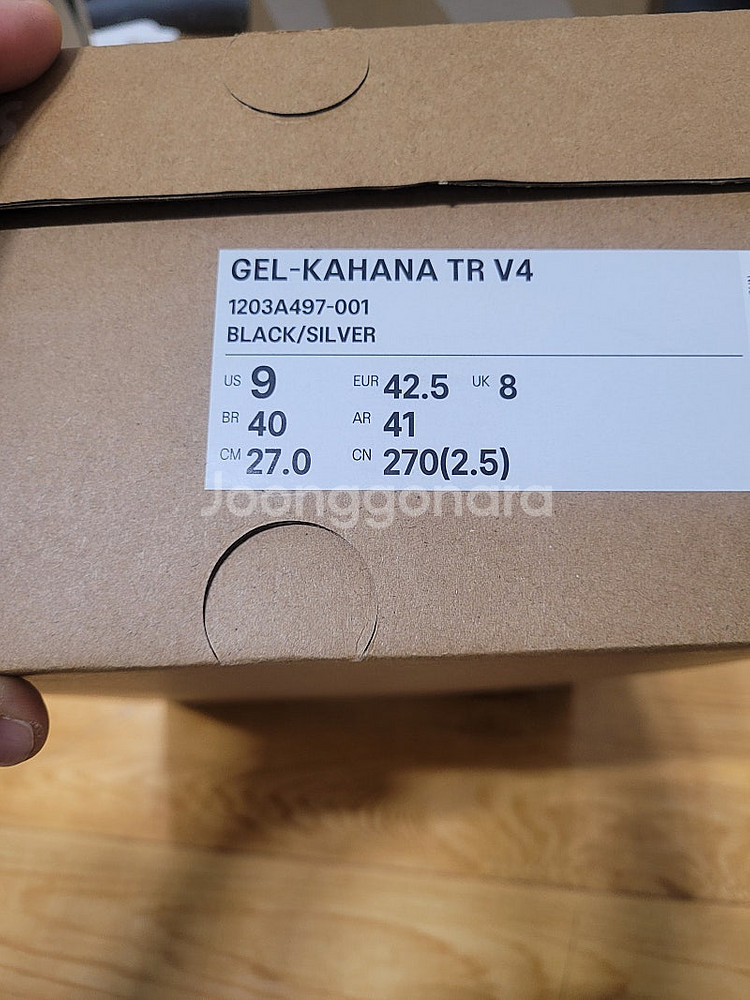 GEL-KAHANA TR V4
1203A497-001
BLACK/SILVER
US 9 EUR 42.5 UK 8
BR 40 AR 41
CM 27.0 CN 270(2.5)
Joonggonara